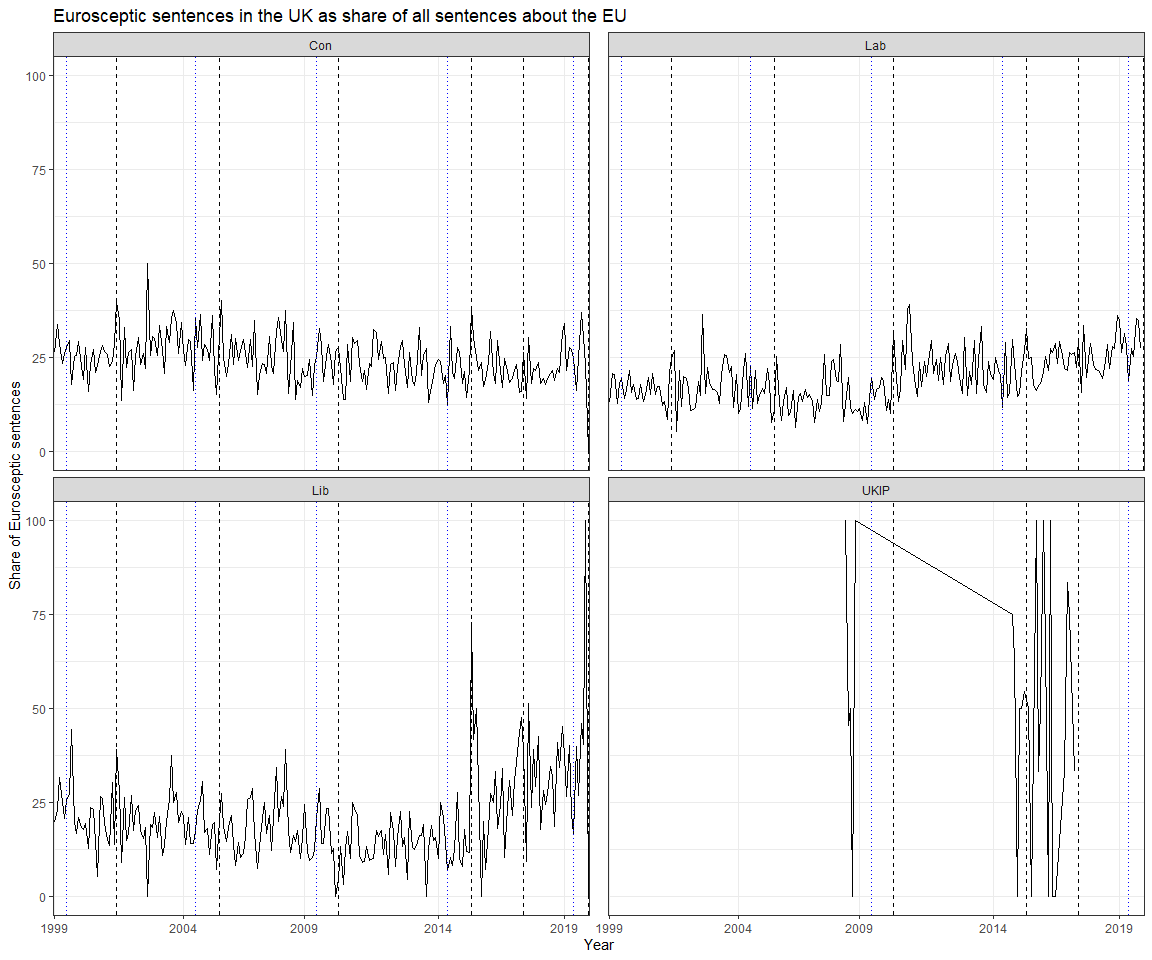 Eurosceptic sentences in the UK as share of all sentences about the EU
Con
Lab
100
75
50
25
0
Lib
UKIP
100
75
50
25
0
Share of Eurosceptic sentences
1999 2004 2009 2014 2019
1999 2004 2009 2014 2019
Year